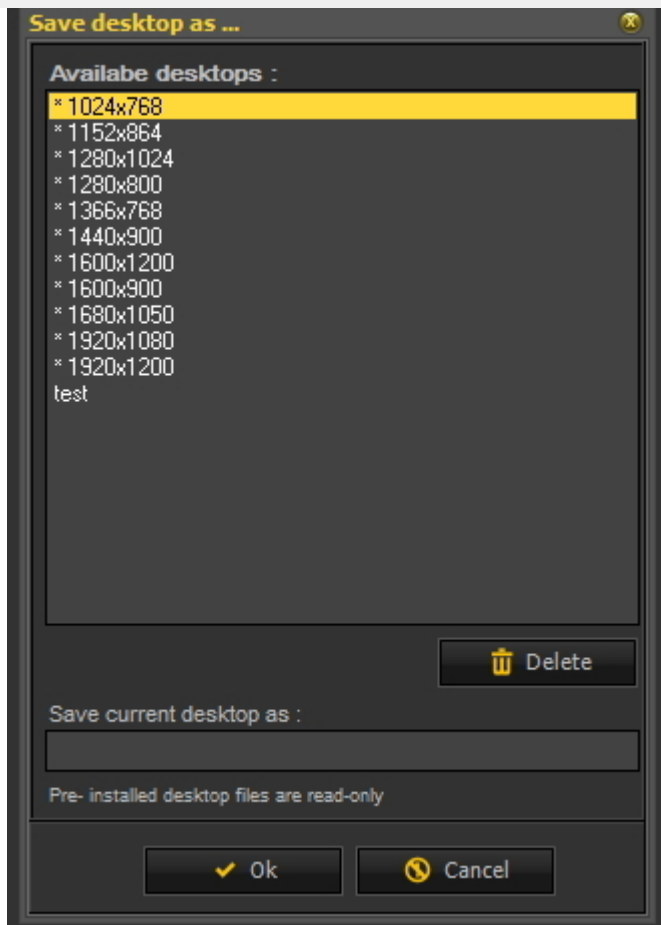 Save desktop as ...
Availabe desktops :
* 1024x768
* 1152x864
* 1280x1024
* 1280x800
* 1366x768
* 1440x900
* 1600x1200
* 1600x900
* 1680x1050
* 1920x1080
* 1920x1200
test
Delete
Save current desktop as :
Pre- installed desktop files are read-only
Ok
Cancel